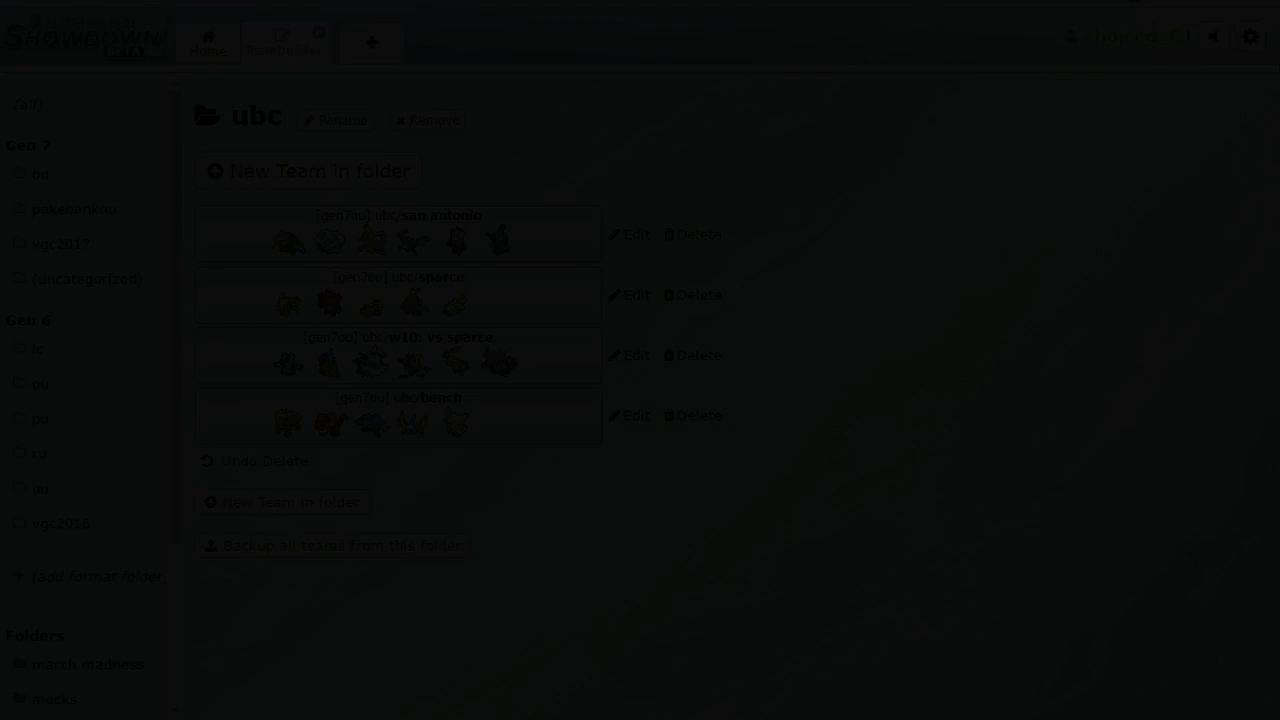 SHOWDOWN
BETA
Home
Teambuilder
(all)
Gen 7
ou
pokebankou
vgc2017
(uncategorized)
Gen 6
lc
ou
pu
ru
uu
vgc2016
(add format folder)
Folders
march madness
mocks
ubc
Rename
Remove
New Team in folder
[gen7ou] ubc/san antonio
Edit Delete
[gen7ou] ubc/sparce
Edit Delete
[gen7ou] ubc/w10: vs sparce
Edit Delete
[gen7ou] ubc/bench
Edit Delete
Undo Delete
New Team in folder
Backup all teams from this folder